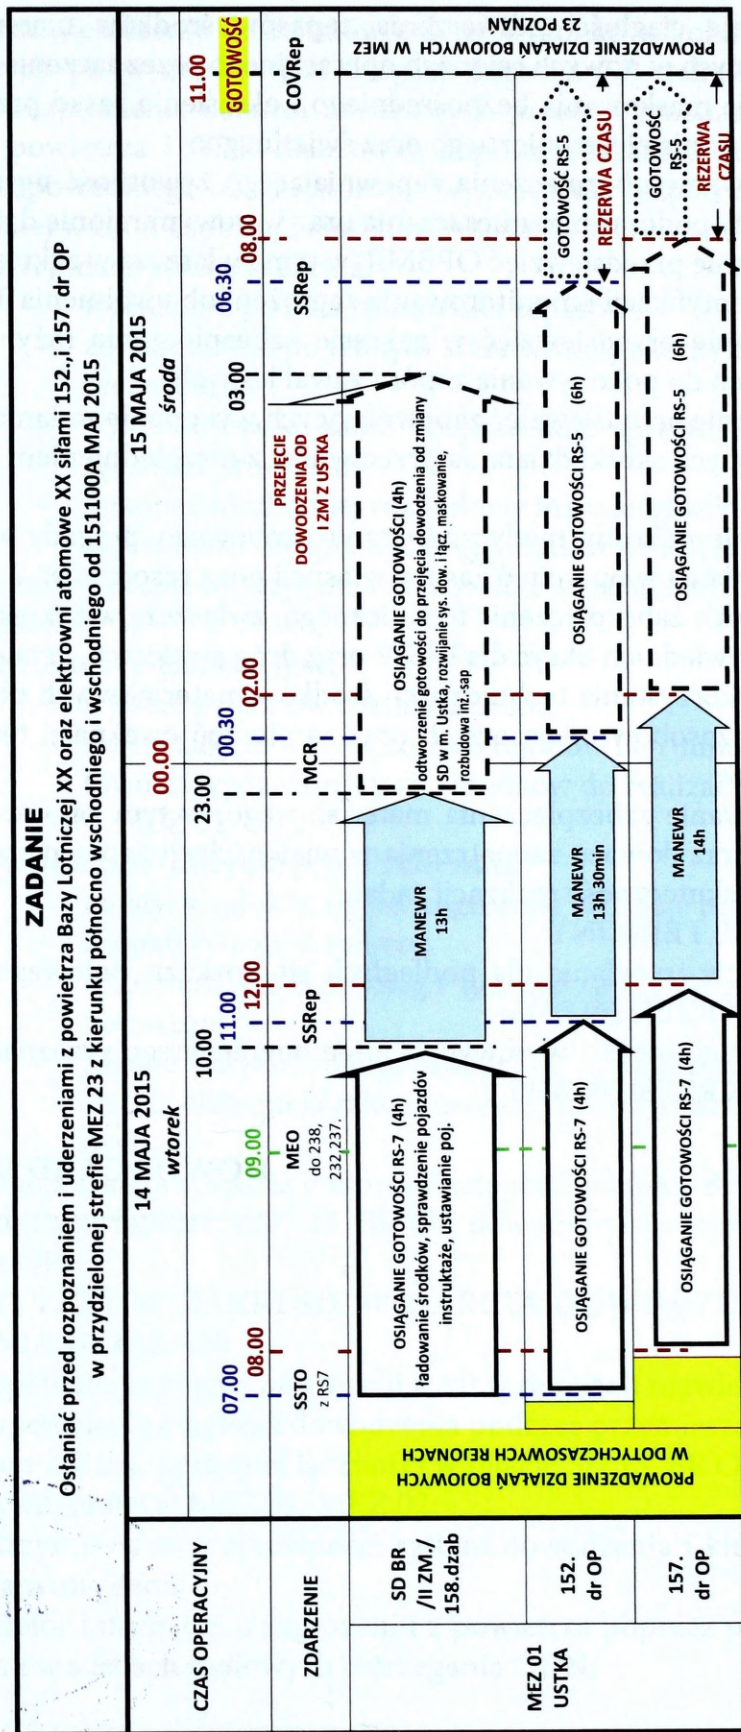 ZADANIE
Osłaniać przed rozpoznaniem i uderzeniami z powietrza Bazy Lotniczej XX oraz elektrowni atomowe XX siłami 152. i 157. dr OP
w przydzielonej strefie MEZ 23 z kierunku północno wschodniego i wschodniego od 151100A MAJ 2015
14 MAJA 2015
wtorek
00.00
15 MAJA 2015
środa
CZAS OPERACYJNY
07.00
08.00
09.00
10.00
11.00
12.00
23.00
00.30
02.00
03.00
06.30
08.00
11.00
GOTOWOŚĆ
ZDARZENIE
SSTO
z RS7
MEO
do 238,
232,237.
SSRep
MCR
PRZEJĘCIE
DOWODZENIA OD
I ZM Z USTKA
SSRep
COVRep
SD BR
/II ZM./
158.dzab
PROWADZENIE DZIAŁAŃ BOJOWYCH
W DOTYCHCZASOWYCH REJONACH
OSIĄGANIE GOTOWOŚCI RS-7 (4h)
ładowanie środków, sprawdzenie pojazdów
instruktaże, ustawianie poj.
MANEWR
13h
OSIĄGANIE GOTOWOŚCI (4h)
odtworzenie gotowości do przejęcia dowodzenia od zmiany
SD w m. Ustka, rozwijanie sys. dow. i łącz. maskowanie,
rozbudowa inż.-sap
PROWADZENIE DZIAŁAŃ BOJOWYCH W MEZ
23 POZNAŃ
MEZ 01
USTKA
152.
dr OP
OSIĄGANIE GOTOWOŚCI RS-7 (4h)
MANEWR
13h 30min
OSIĄGANIE GOTOWOŚCI RS-5 (6h)
GOTOWOŚĆ RS-5
REZERWA CZASU
157.
dr OP
OSIĄGANIE GOTOWOŚCI RS-7 (4h)
MANEWR
14h
OSIĄGANIE GOTOWOŚCI RS-5 (6h)
GOTOWOŚĆ
RS-5
REZERWA
CZASU